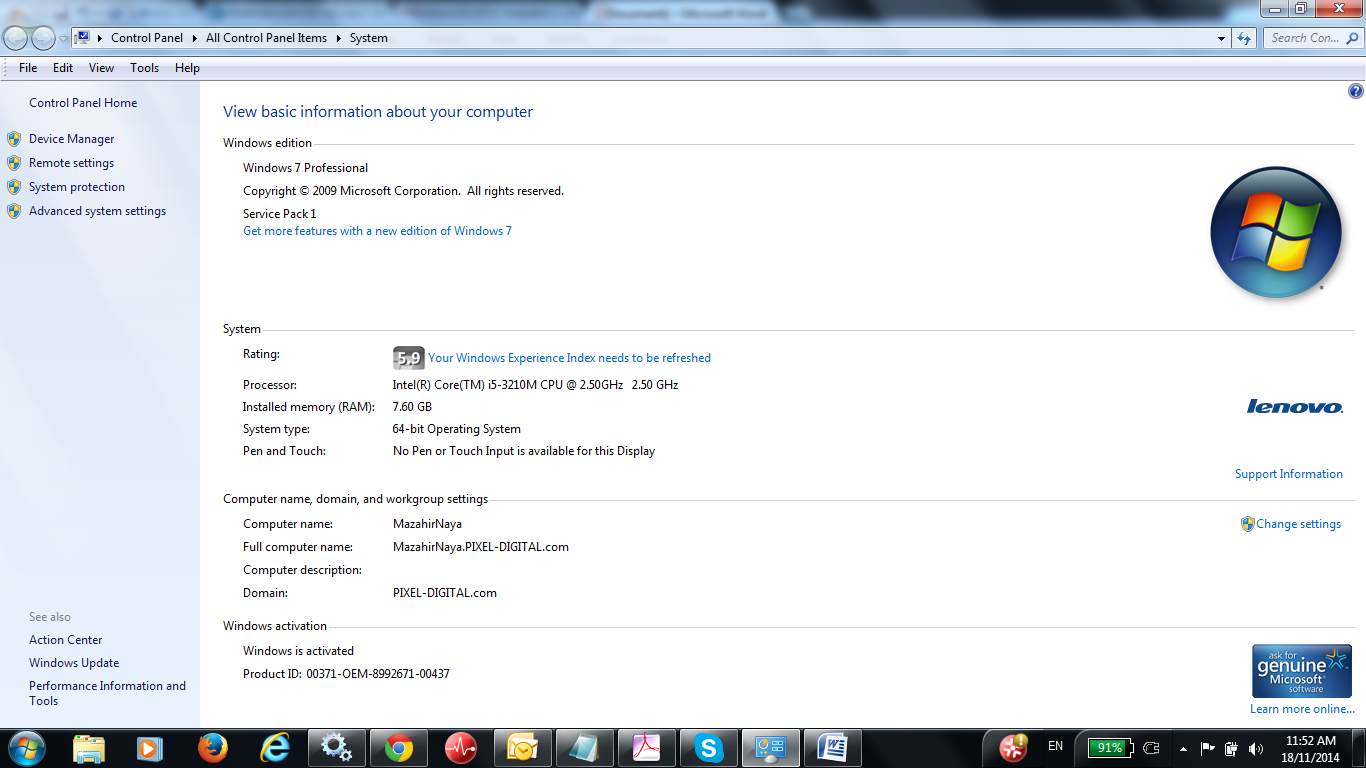 Control Panel
All Control Panel Items
System
Search Con...
File Edit View Tools Help
Control Panel Home
Device Manager
Remote settings
System protection
Advanced system settings
See also
Action Center
Windows Update
Performance Information and
Tools
View basic information about your computer
Windows edition
Windows 7 Professional
Copyright © 2009 Microsoft Corporation. All rights reserved.
Service Pack 1
Get more features with a new edition of Windows 7
System
Rating: 5.9 Your Windows Experience Index needs to be refreshed
Processor: Intel(R) Core(TM) i5-3210M CPU @ 2.50GHz 2.50 GHz
Installed memory (RAM): 7.60 GB
System type: 64-bit Operating System
Pen and Touch: No Pen or Touch Input is available for this Display
lenovo
Support Information
Computer name, domain, and workgroup settings
Computer name: MazahirNaya
Change settings
Full computer name: MazahirNaya.PIXEL-DIGITAL.com
Computer description:
Domain: PIXEL-DIGITAL.com
Windows activation
Windows is activated
Product ID: 00371-OEM-8992671-00437
ask for
genuine
Microsoft
software
Learn more online...
EN
91%
11:52 AM
18/11/2014